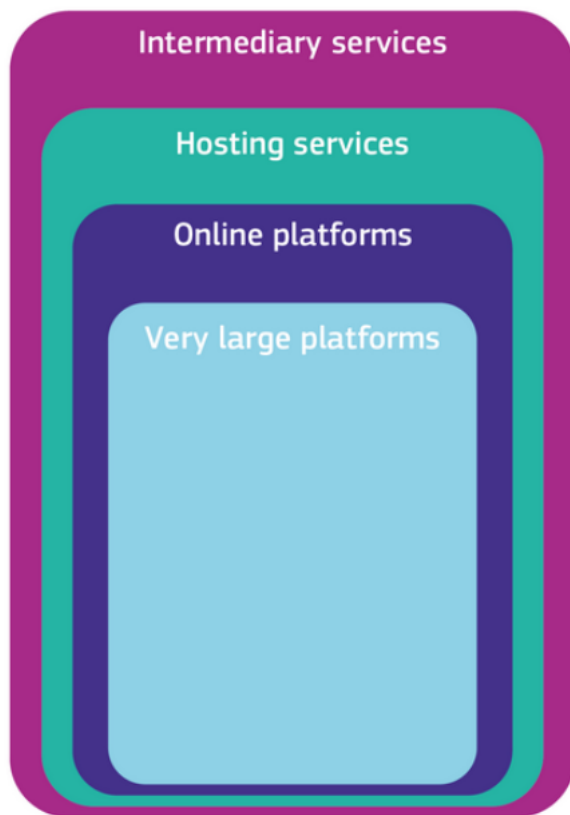 Intermediary services
Hosting services
Online platforms
Very large platforms